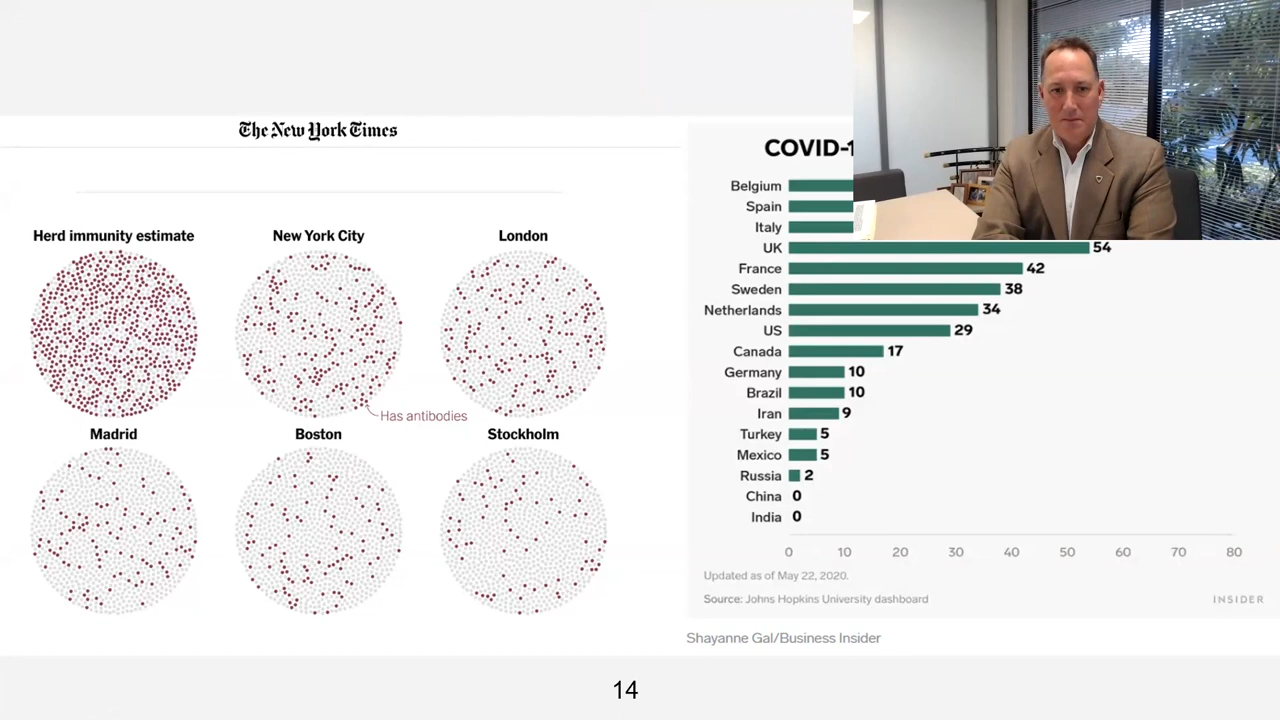 The New York Times
Herd immunity estimate
New York City
London
Has antibodies
Madrid
Boston
Stockholm
COVID-1
Belgium
Spain
Italy
UK 54
France 42
Sweden 38
Netherlands 34
US 29
Canada 17
Germany 10
Brazil 10
Iran 9
Turkey 5
Mexico 5
Russia 2
China 0
India 0
0 10 20 30 40 50 60 70 80
Updated as of May 22, 2020.
Source: Johns Hopkins University dashboard
INSIDER
Shayanne Gal/Business Insider
14